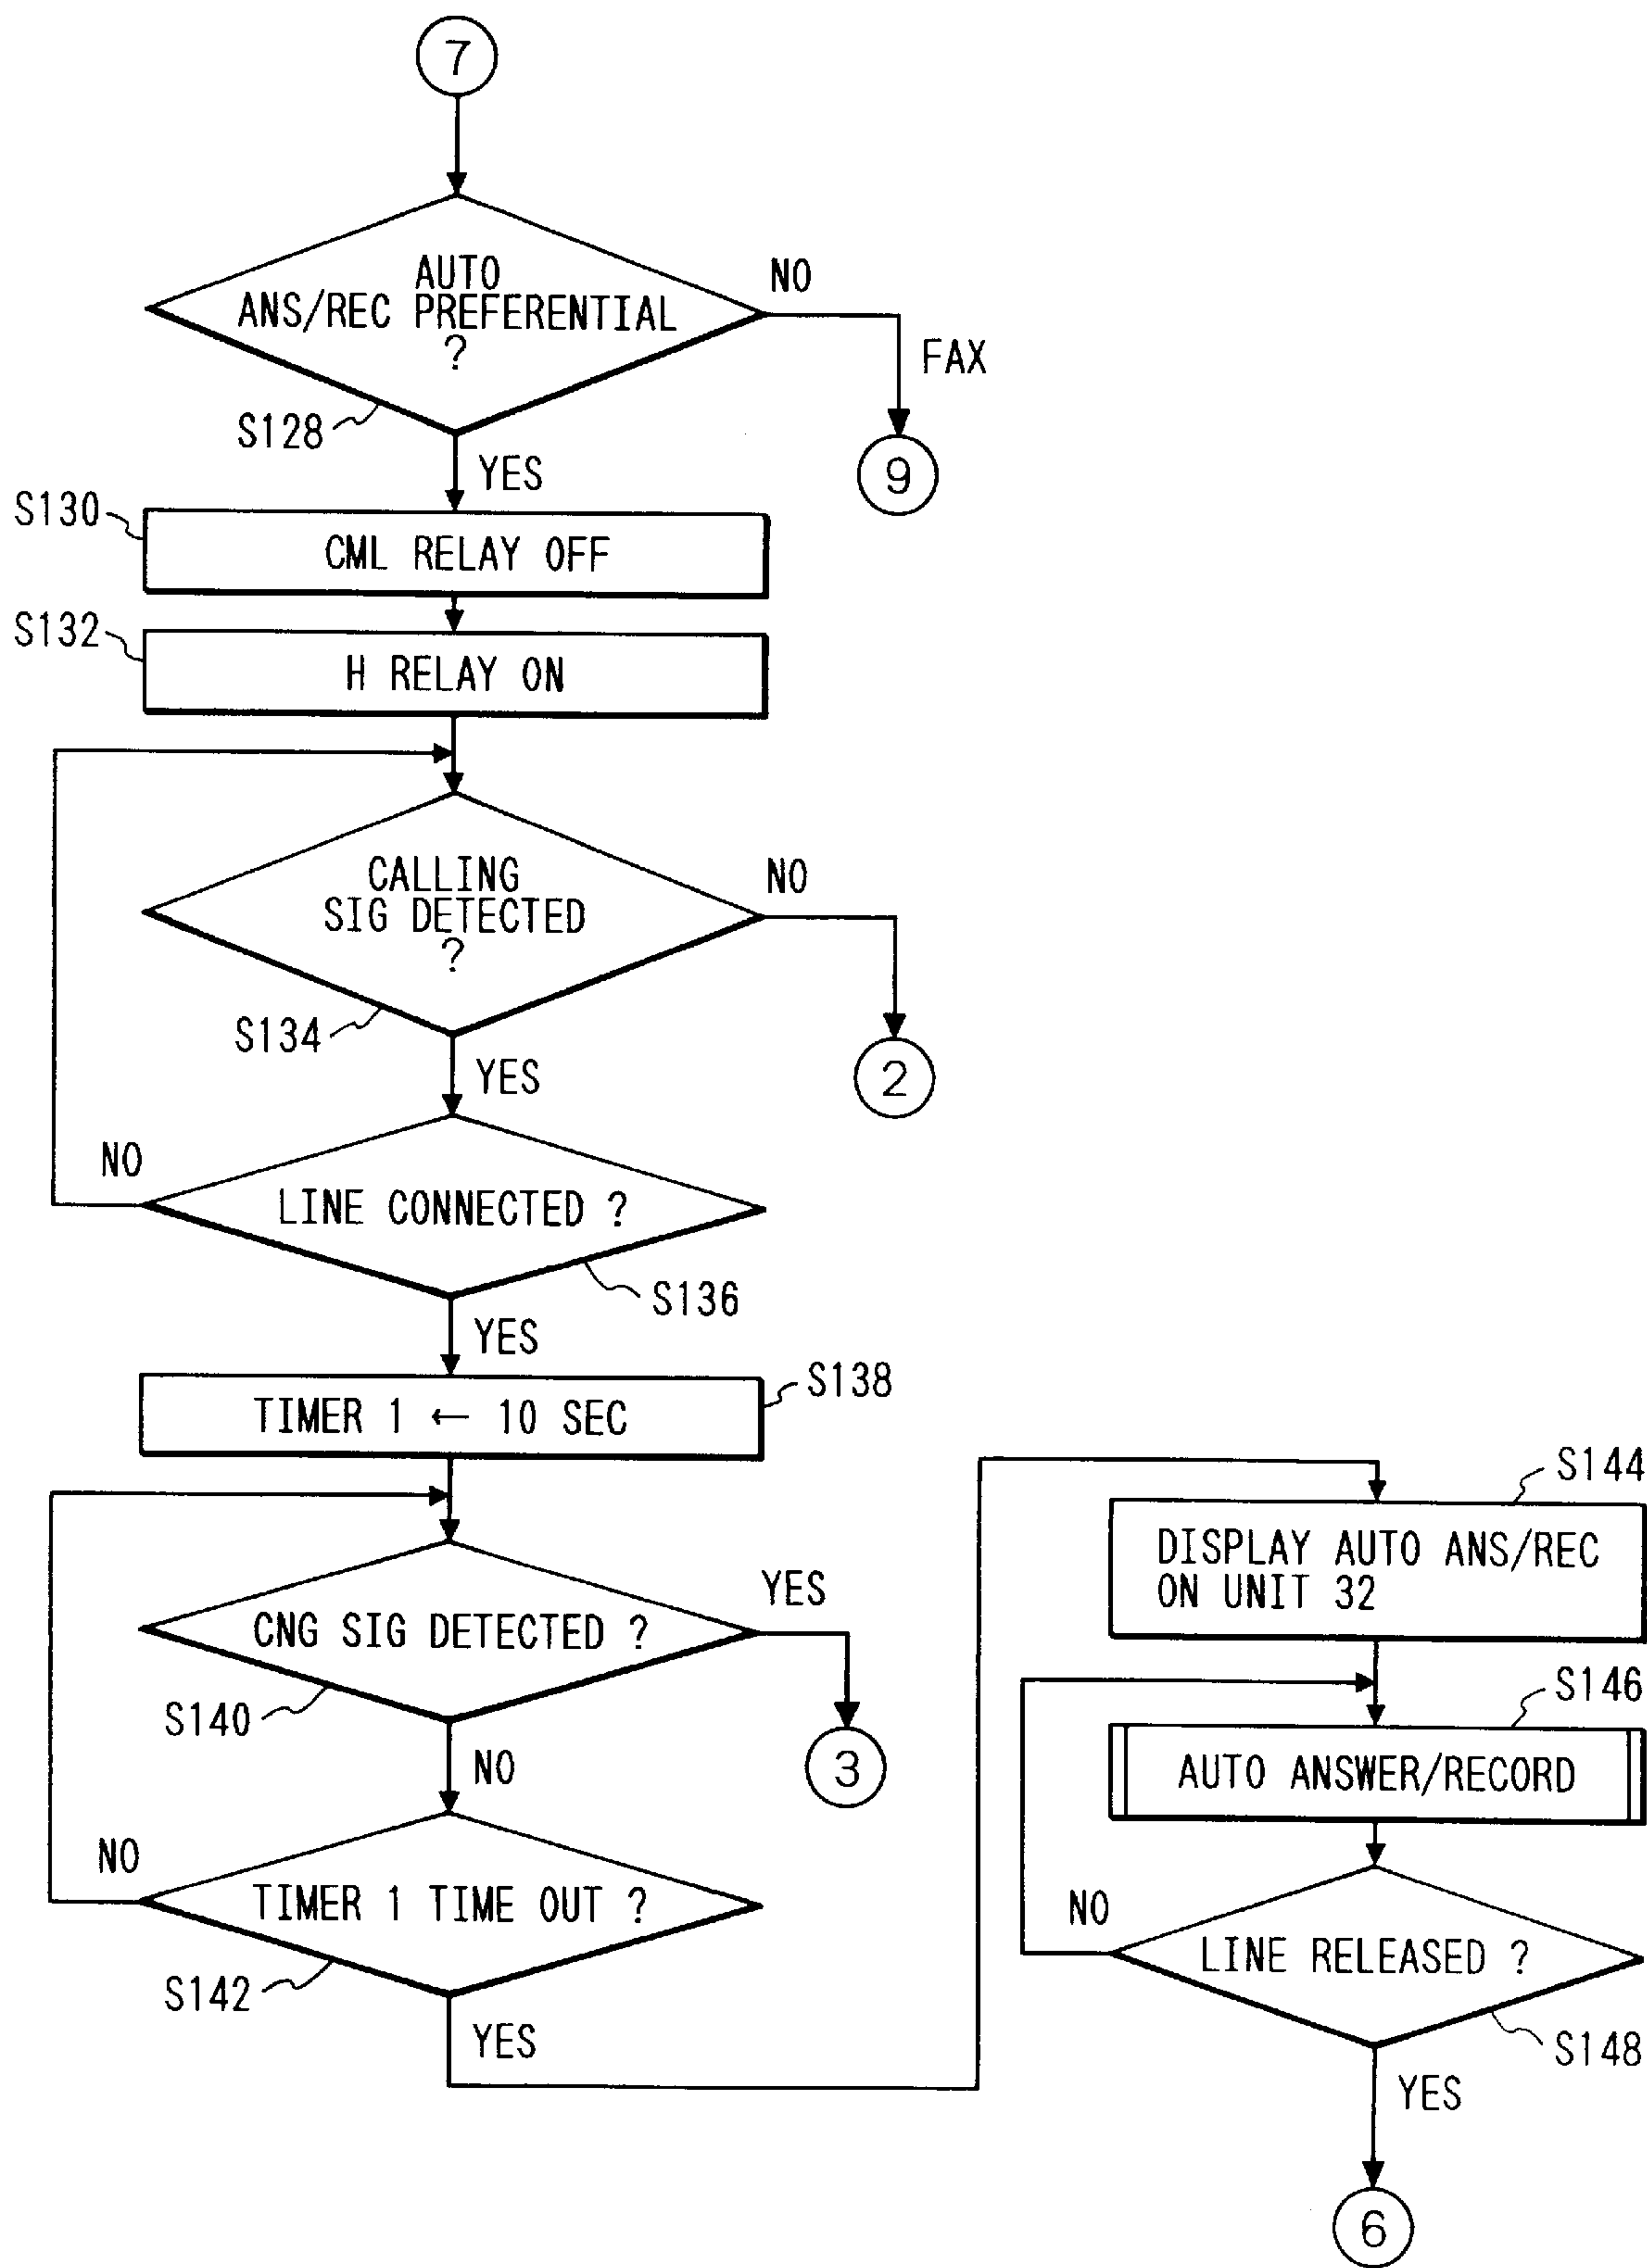 7
AUTO
ANS/REC PREFERENTIAL
?
NO
FAX
S128
9
YES
S130
CML RELAY OFF
S132
H RELAY ON
CALLING
SIG DETECTED
?
NO
S134
2
YES
NO
LINE CONNECTED ?
S136
YES
S138
TIMER 1 ← 10 SEC
CNG SIG DETECTED ?
YES
S140
3
NO
NO
TIMER 1 TIME OUT ?
S142
YES
S144
DISPLAY AUTO ANS/REC
ON UNIT 32
S146
AUTO ANSWER/RECORD
NO
LINE RELEASED ?
S148
YES
6